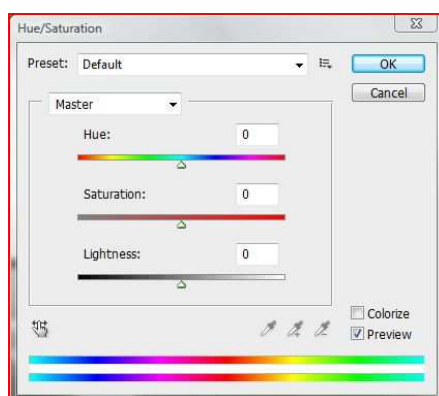 Hue/Saturation
Preset: Default
OK
Cancel
Master
Hue: 0
Saturation: 0
Lightness: 0
Colorize
Preview